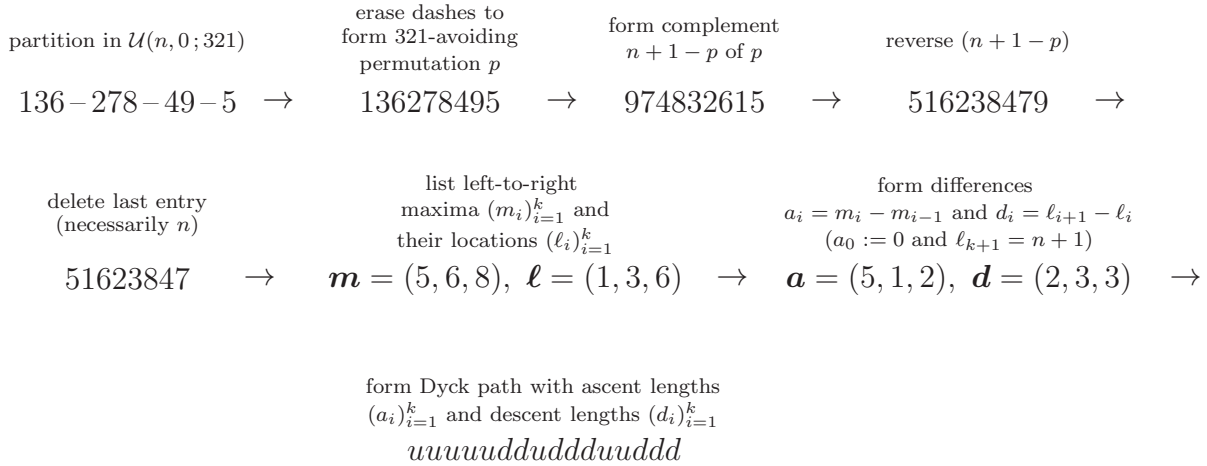 partition in 𝒰(n, 0 ; 321)
erase dashes to
form 321-avoiding
permutation p
form complement
n + 1 − p of p
reverse (n + 1 − p)
136 – 278 – 49 – 5 → 136278495 → 974832615 → 516238479 →
delete last entry
(necessarily n)
list left-to-right
maxima (m_i)_{i=1}^k and
their locations (ℓ_i)_{i=1}^k
form differences
a_i = m_i − m_{i−1} and d_i = ℓ_{i+1} − ℓ_i
(a_0 := 0 and ℓ_{k+1} = n + 1)
51623847 → m = (5, 6, 8), ℓ = (1, 3, 6) → a = (5, 1, 2), d = (2, 3, 3) →
form Dyck path with ascent lengths
(a_i)_{i=1}^k and descent lengths (d_i)_{i=1}^k
uuuuudduddduuddd